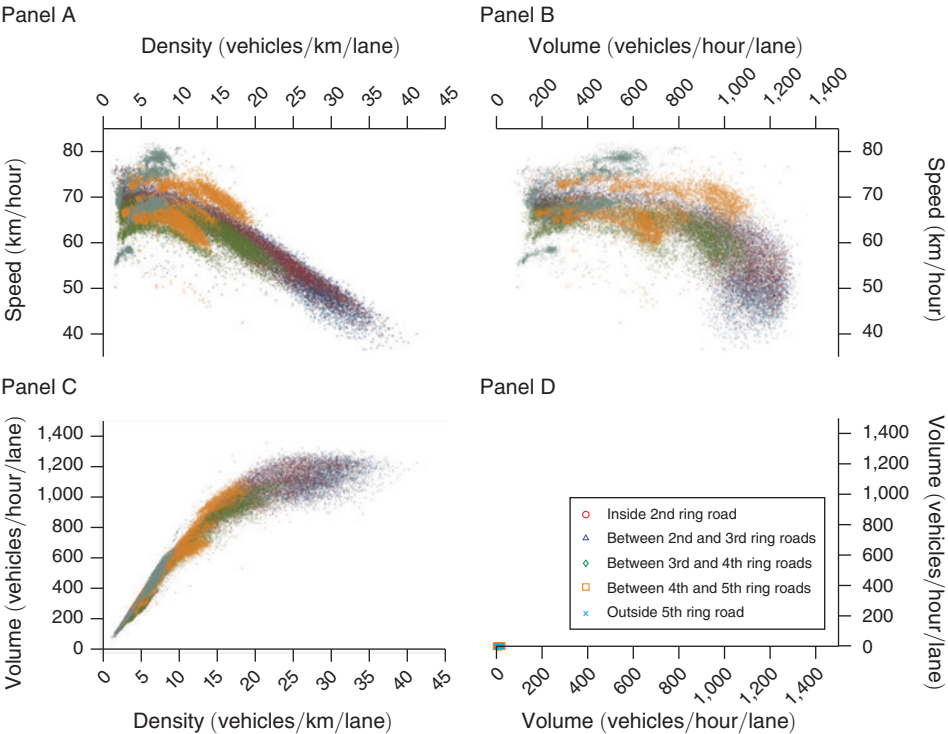 Panel A
Density (vehicles/km/lane)
0 5 10 15 20 25 30 35 40 45
80
70
60
50
40
Speed (km/hour)
Panel B
Volume (vehicles/hour/lane)
0 200 400 600 800 1,000 1,200 1,400
80
70
60
50
40
Speed (km/hour)
Panel C
1,400
1,200
1,000
800
600
400
200
0
Volume (vehicles/hour/lane)
0 5 10 15 20 25 30 35 40 45
Density (vehicles/km/lane)
Panel D
Inside 2nd ring road
Between 2nd and 3rd ring roads
Between 3rd and 4th ring roads
Between 4th and 5th ring roads
Outside 5th ring road
1,400
1,200
1,000
800
600
400
200
0
Volume (vehicles/hour/lane)
0 200 400 600 800 1,000 1,200 1,400
Volume (vehicles/hour/lane)